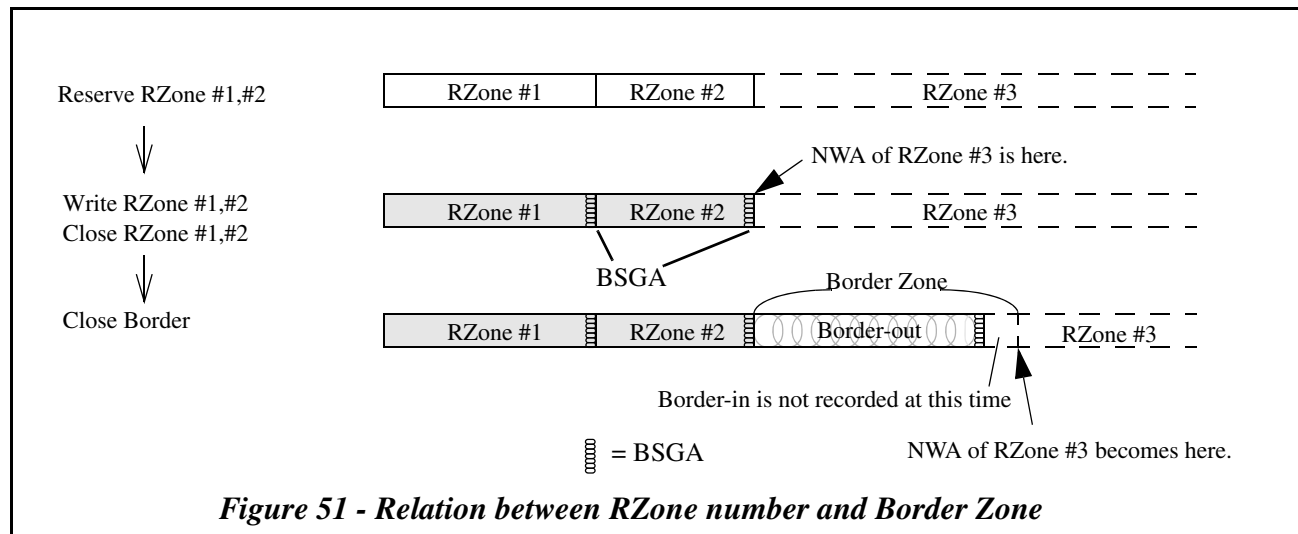 Reserve RZone #1,#2
RZone #1
RZone #2
RZone #3
NWA of RZone #3 is here.
Write RZone #1,#2
Close RZone #1,#2
RZone #1
RZone #2
RZone #3
BSGA
Border Zone
Close Border
RZone #1
RZone #2
Border-out
RZone #3
Border-in is not recorded at this time
= BSGA
NWA of RZone #3 becomes here.
Figure 51 - Relation between RZone number and Border Zone